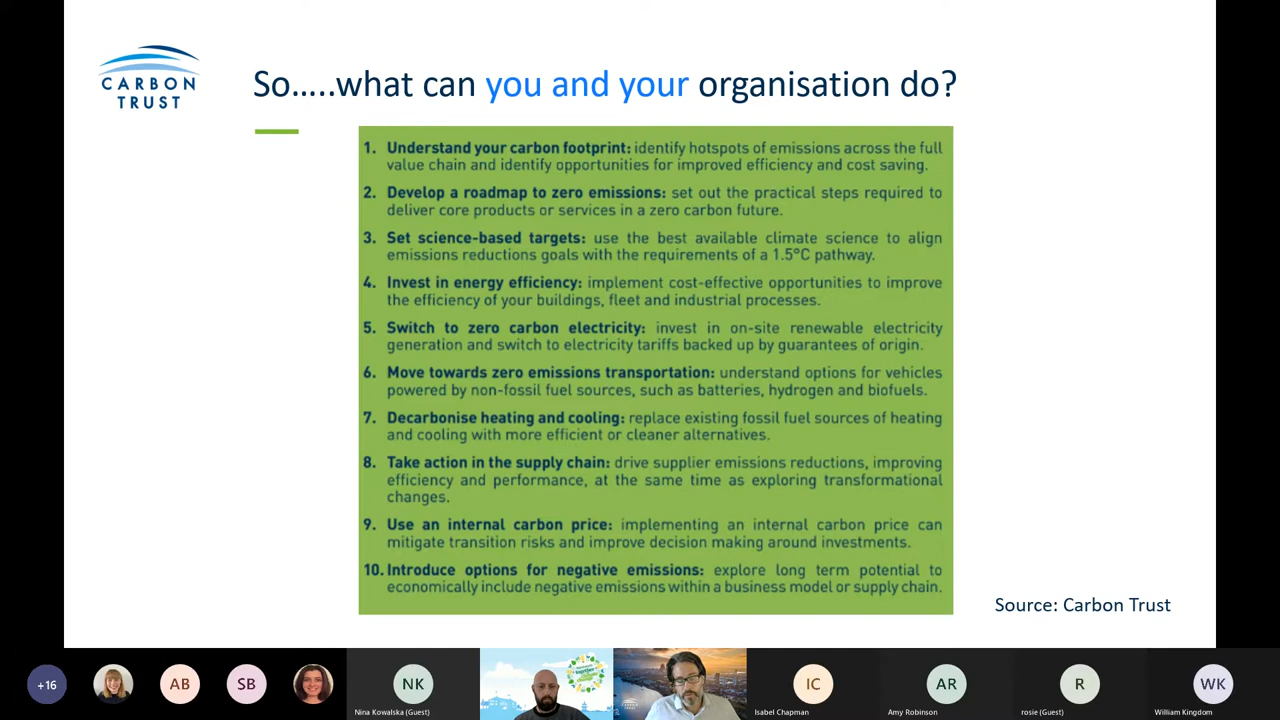 CARBON
TRUST
So…..what can you and your organisation do?
1. Understand your carbon footprint: identify hotspots of emissions across the full
value chain and identify opportunities for improved efficiency and cost saving.
2. Develop a roadmap to zero emissions: set out the practical steps required to
deliver core products or services in a zero carbon future.
3. Set science-based targets: use the best available climate science to align
emissions reductions goals with the requirements of a 1.5°C pathway.
4. Invest in energy efficiency: implement cost-effective opportunities to improve
the efficiency of your buildings, fleet and industrial processes.
5. Switch to zero carbon electricity: invest in on-site renewable electricity
generation and switch to electricity tariffs backed up by guarantees of origin.
6. Move towards zero emissions transportation: understand options for vehicles
powered by non-fossil fuel sources, such as batteries, hydrogen and biofuels.
7. Decarbonise heating and cooling: replace existing fossil fuel sources of heating
and cooling with more efficient or cleaner alternatives.
8. Take action in the supply chain: drive supplier emissions reductions, improving
efficiency and performance, at the same time as exploring transformational
changes.
9. Use an internal carbon price: implementing an internal carbon price can
mitigate transition risks and improve decision making around investments.
10. Introduce options for negative emissions: explore long term potential to
economically include negative emissions within a business model or supply chain.
Source: Carbon Trust
+16
AB
SB
NK
Nina Kowalska (Guest)
together
CARBON
TRUST
IC
Isabel Chapman
AR
Amy Robinson
R
rosie (Guest)
WK
William Kingdom